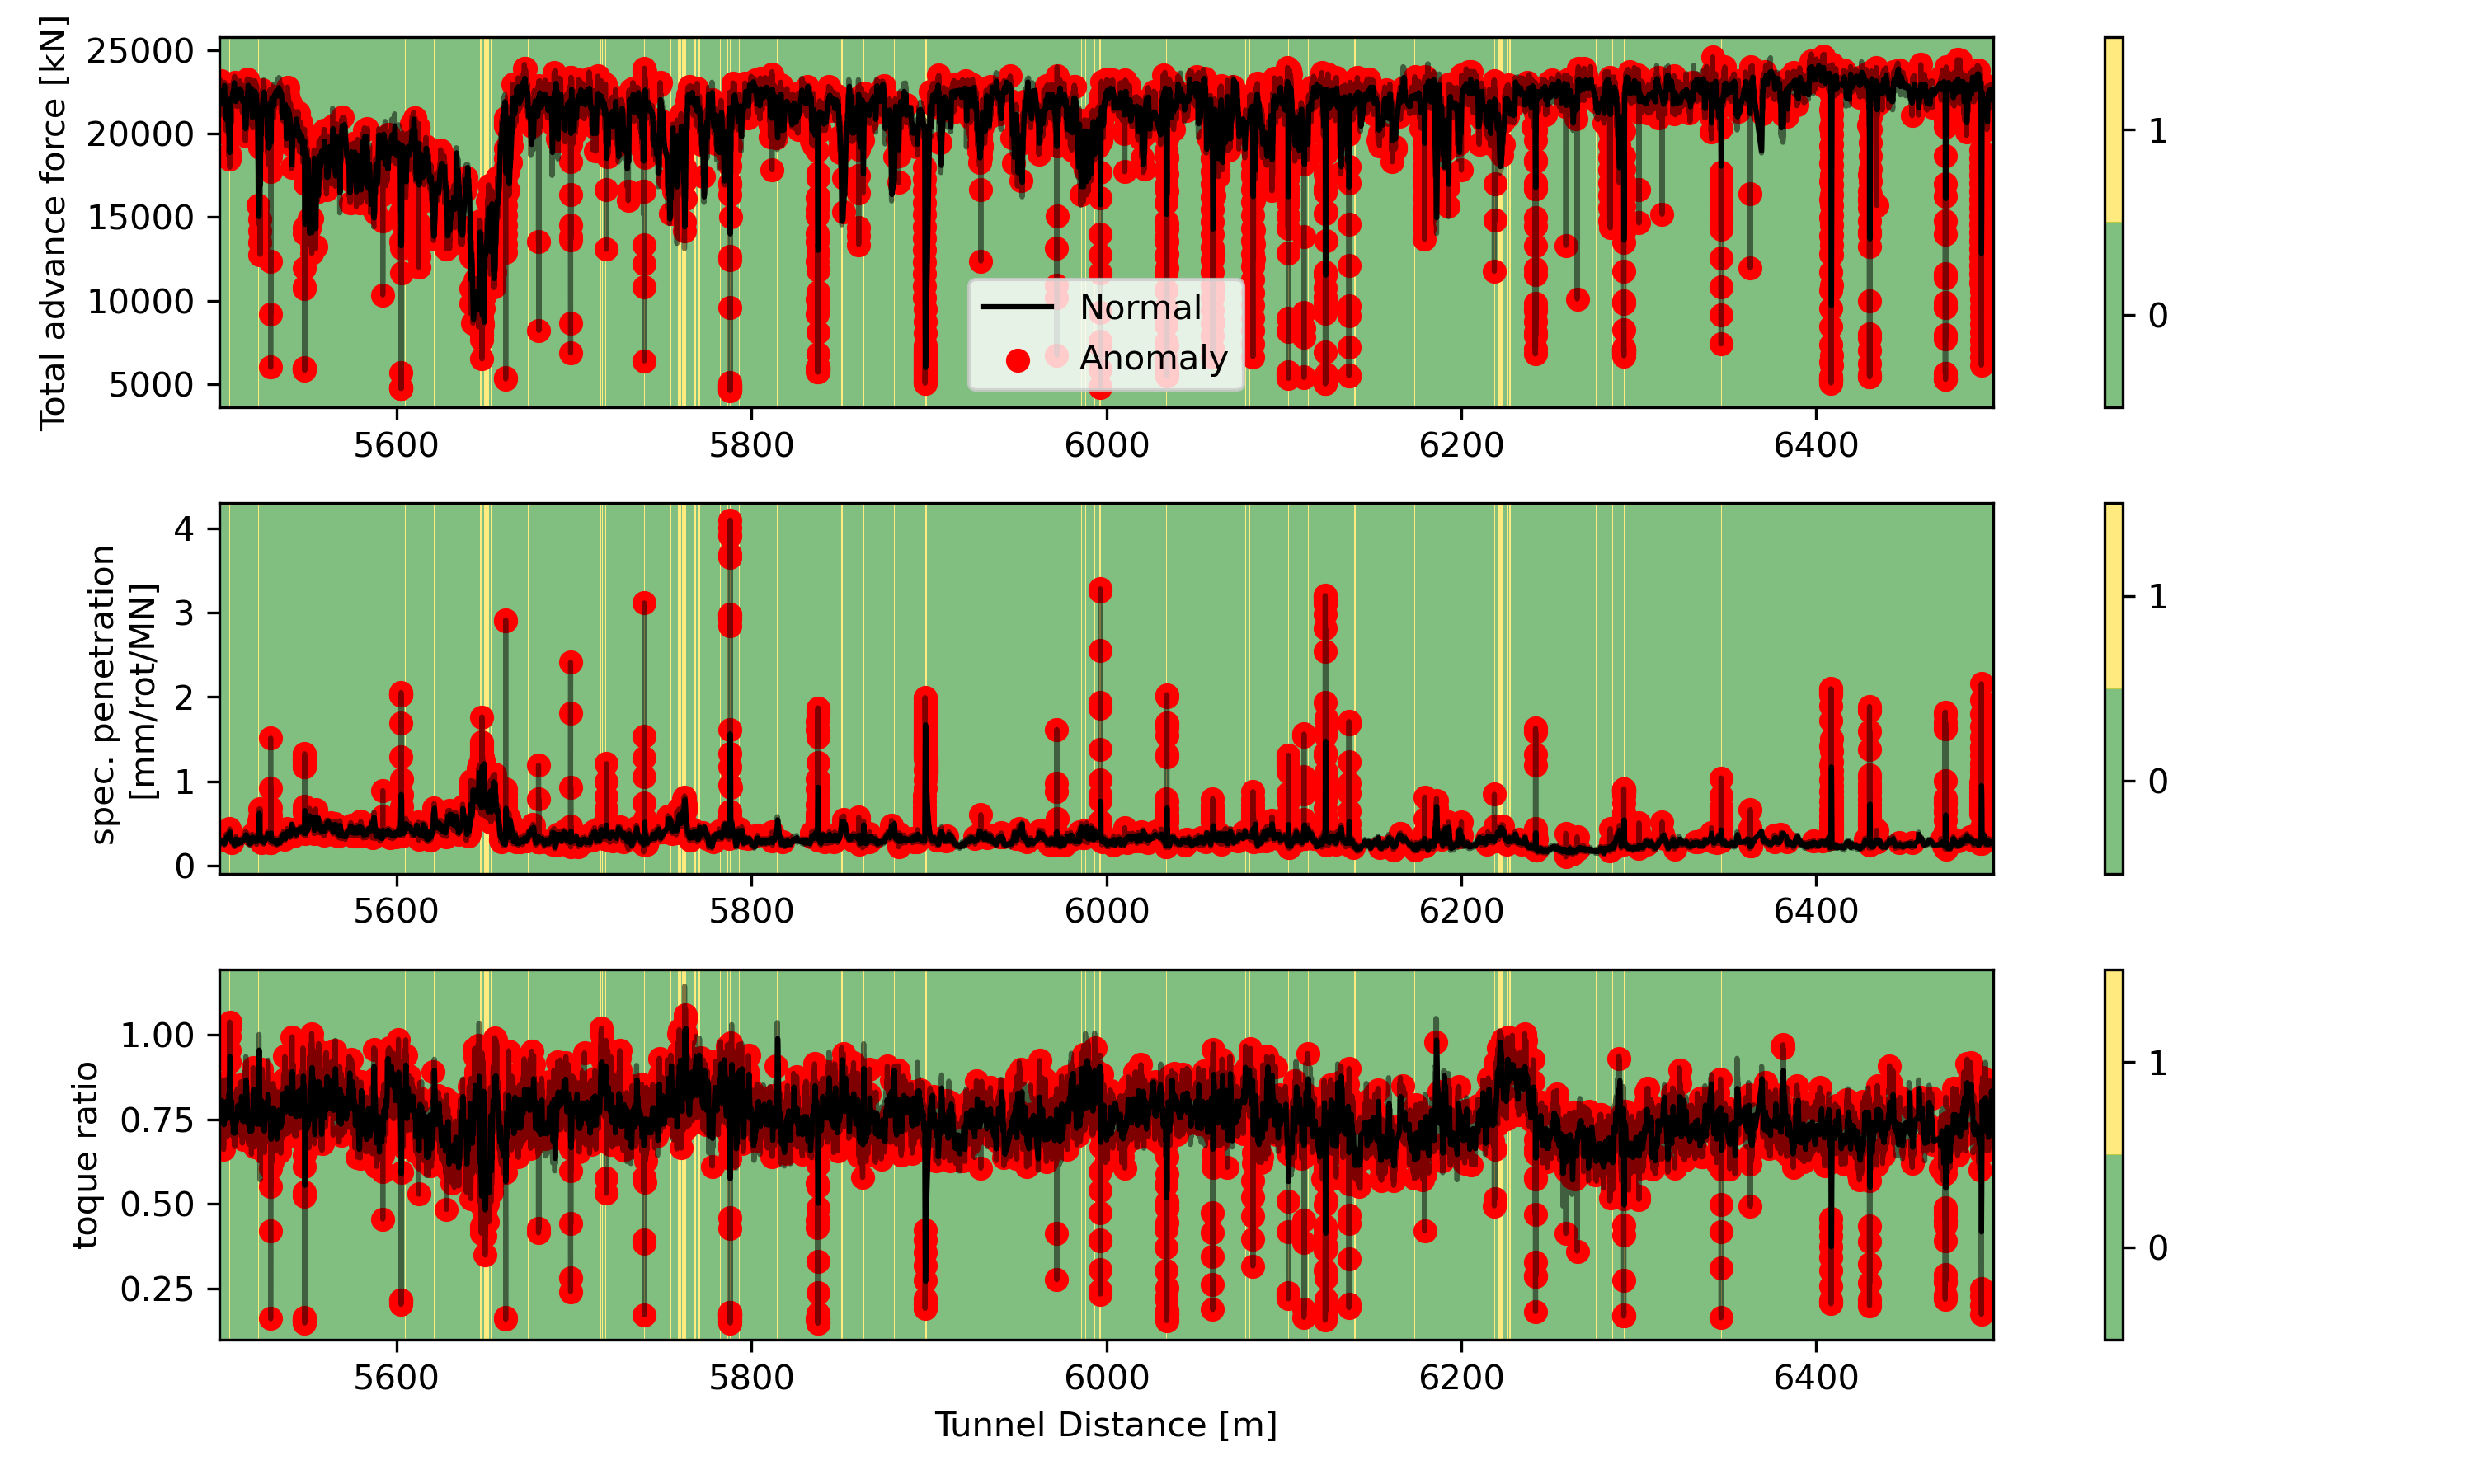 Total advance force [kN]
25000
20000
15000
10000
5000
Normal
Anomaly
5600 5800 6000 6200 6400
1
0
spec. penetration
[mm/rot/MN]
4
3
2
1
0
5600 5800 6000 6200 6400
1
0
toque ratio
1.00
0.75
0.50
0.25
5600 5800 6000 6200 6400
1
0
Tunnel Distance [m]